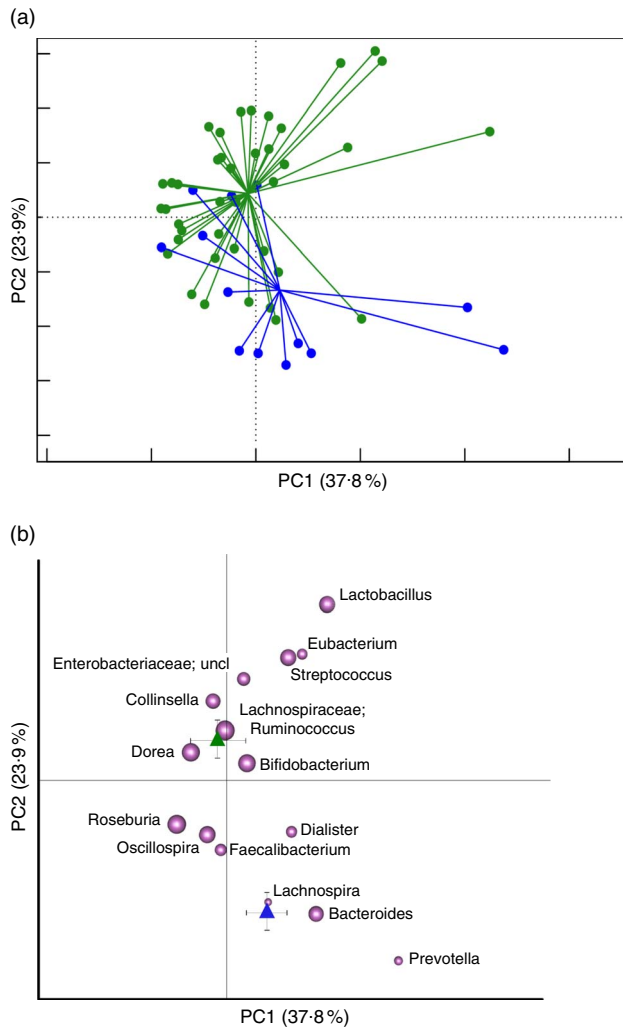 (a)
PC2 (23·9 %)
PC1 (37·8 %)
(b)
Lactobacillus
Eubacterium
Enterobacteriaceae; uncl
Streptococcus
Collinsella
Lachnospiraceae;
Ruminococcus
Dorea
Bifidobacterium
PC2 (23·9 %)
Roseburia
Dialister
Oscillospira
Faecalibacterium
Lachnospira
Bacteroides
Prevotella
PC1 (37·8 %)